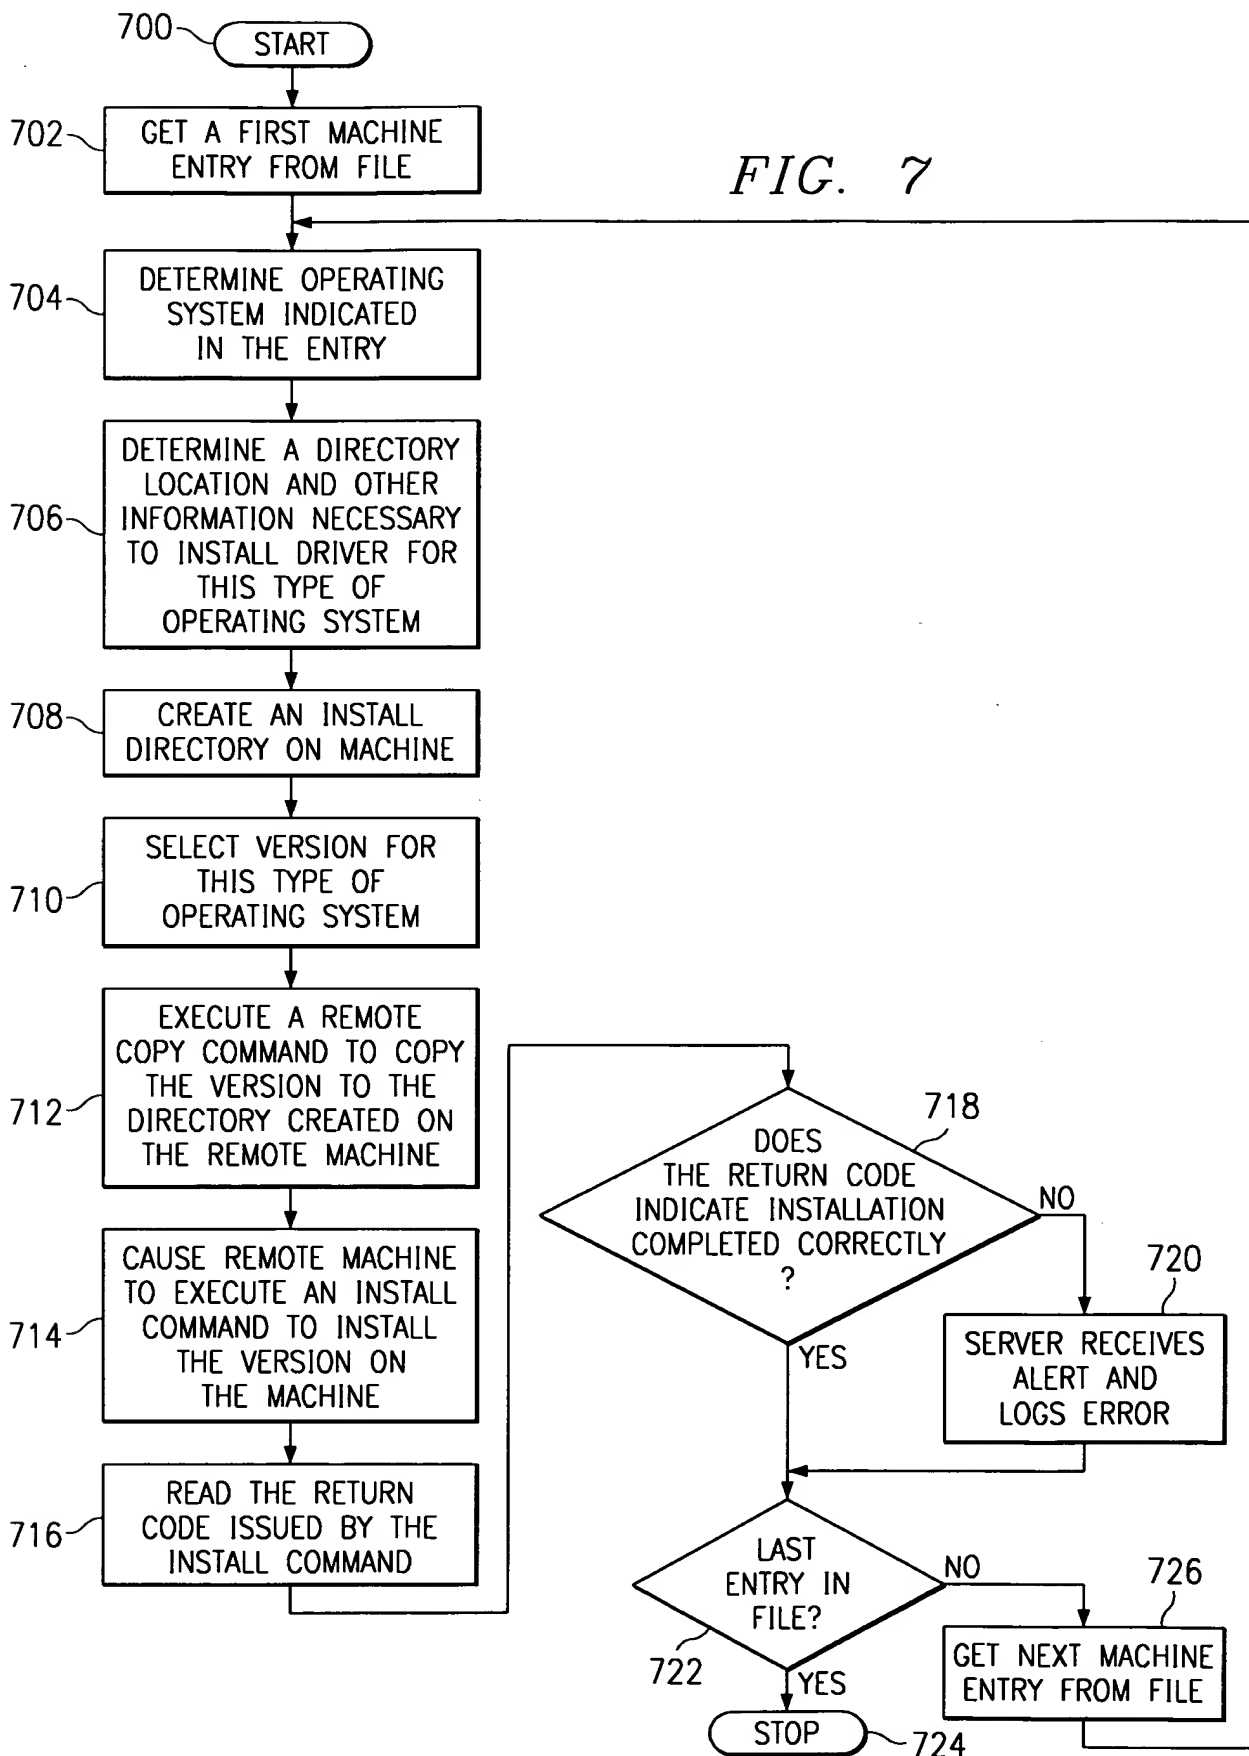 700
START
702
GET A FIRST MACHINE
ENTRY FROM FILE
FIG. 7
704
DETERMINE OPERATING
SYSTEM INDICATED
IN THE ENTRY
706
DETERMINE A DIRECTORY
LOCATION AND OTHER
INFORMATION NECESSARY
TO INSTALL DRIVER FOR
THIS TYPE OF
OPERATING SYSTEM
708
CREATE AN INSTALL
DIRECTORY ON MACHINE
710
SELECT VERSION FOR
THIS TYPE OF
OPERATING SYSTEM
712
EXECUTE A REMOTE
COPY COMMAND TO COPY
THE VERSION TO THE
DIRECTORY CREATED ON
THE REMOTE MACHINE
714
CAUSE REMOTE MACHINE
TO EXECUTE AN INSTALL
COMMAND TO INSTALL
THE VERSION ON
THE MACHINE
716
READ THE RETURN
CODE ISSUED BY THE
INSTALL COMMAND
718
DOES
THE RETURN CODE
INDICATE INSTALLATION
COMPLETED CORRECTLY
?
NO
YES
720
SERVER RECEIVES
ALERT AND
LOGS ERROR
LAST
ENTRY IN
FILE?
722
NO
YES
726
GET NEXT MACHINE
ENTRY FROM FILE
STOP
724